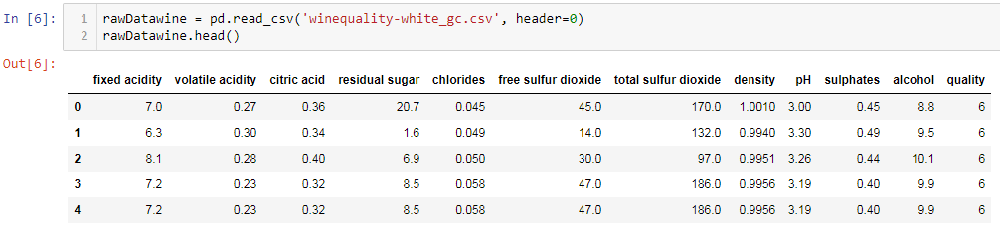 In [6]: 1 rawDatawine = pd.read_csv('winequality-white_gc.csv', header=0)
2 rawDatawine.head()
Out[6]:
fixed acidity volatile acidity citric acid residual sugar chlorides free sulfur dioxide total sulfur dioxide density pH sulphates alcohol quality
0 7.0 0.27 0.36 20.7 0.045 45.0 170.0 1.0010 3.00 0.45 8.8 6
1 6.3 0.30 0.34 1.6 0.049 14.0 132.0 0.9940 3.30 0.49 9.5 6
2 8.1 0.28 0.40 6.9 0.050 30.0 97.0 0.9951 3.26 0.44 10.1 6
3 7.2 0.23 0.32 8.5 0.058 47.0 186.0 0.9956 3.19 0.40 9.9 6
4 7.2 0.23 0.32 8.5 0.058 47.0 186.0 0.9956 3.19 0.40 9.9 6